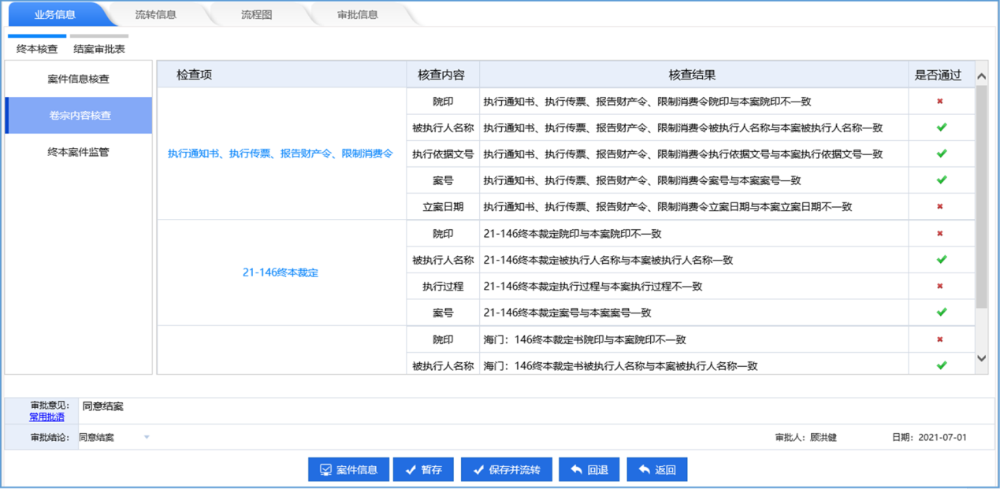 业务信息 流转信息 流程图 审批信息
终本核查 结案审批表
案件信息核查
卷宗内容核查
终本案件监管
检查项 核查内容 核查结果 是否通过
执行通知书、执行传票、报告财产令、限制消费令
院印 执行通知书、执行传票、报告财产令、限制消费令院印与本案院印不一致
被执行人名称 执行通知书、执行传票、报告财产令、限制消费令被执行人名称与本案被执行人名称一致
执行依据文号 执行通知书、执行传票、报告财产令、限制消费令执行依据文号与本案执行依据文号一致
案号 执行通知书、执行传票、报告财产令、限制消费令案号与本案案号一致
立案日期 执行通知书、执行传票、报告财产令、限制消费令立案日期与本案立案日期不一致
21-146终本裁定
院印 21-146终本裁定院印与本案院印不一致
被执行人名称 21-146终本裁定被执行人名称与本案被执行人名称一致
执行过程 21-146终本裁定执行过程与本案执行过程不一致
案号 21-146终本裁定案号与本案案号一致
院印 海门：146终本裁定书院印与本案院印不一致
被执行人名称 海门：146终本裁定书被执行人名称与本案被执行人名称一致
审批意见： 同意结案
常用批语
审批结论： 同意结案 审批人：顾洪健 日期：2021-07-01
案件信息 暂存 保存并流转 回退 返回